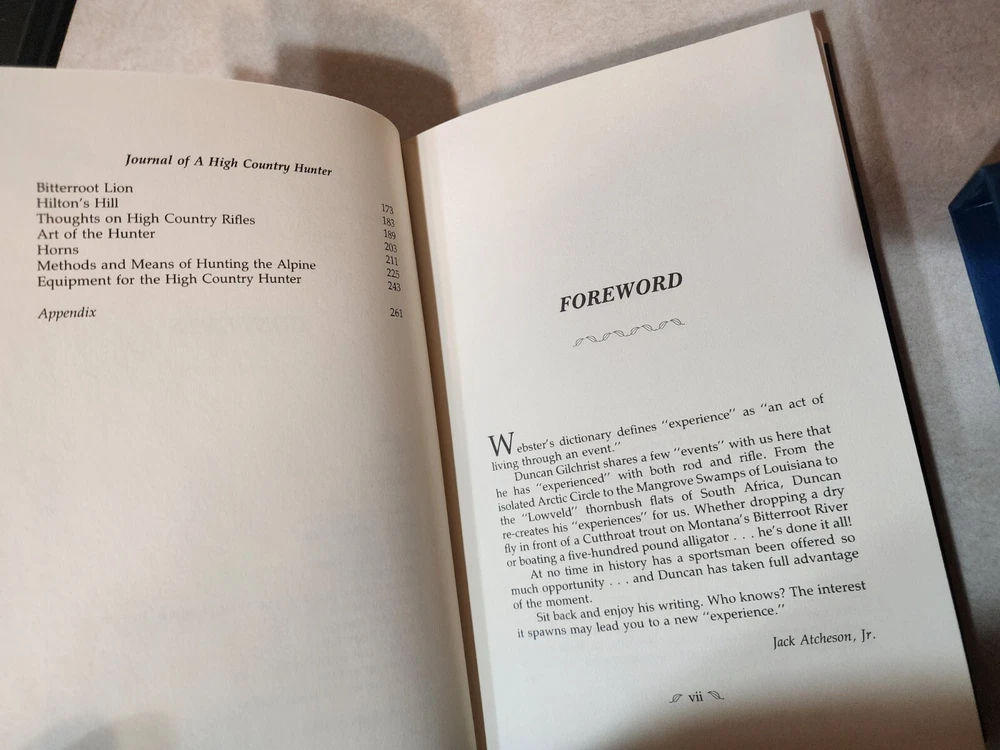 Journal of A High Country Hunter
Bitterroot Lion 173
Hilton's Hill 183
Thoughts on High Country Rifles 189
Art of the Hunter 203
Horns 211
Methods and Means of Hunting the Alpine 225
Equipment for the High Country Hunter 243
Appendix 261
FOREWORD
Webster's dictionary defines "experience" as "an act of
living through an event."
Duncan Gilchrist shares a few "events" with us here that
he has "experienced" with both rod and rifle. From the
isolated Arctic Circle to the Mangrove Swamps of Louisiana to
the "Lowveld" thornbush flats of South Africa, Duncan
re-creates his "experiences" for us. Whether dropping a dry
fly in front of a Cutthroat trout on Montana's Bitterroot River
or boating a five-hundred pound alligator . . . he's done it all!
At no time in history has a sportsman been offered so
much opportunity . . . and Duncan has taken full advantage
of the moment.
Sit back and enjoy his writing. Who knows? The interest
it spawns may lead you to a new "experience."
Jack Atcheson, Jr.
vii